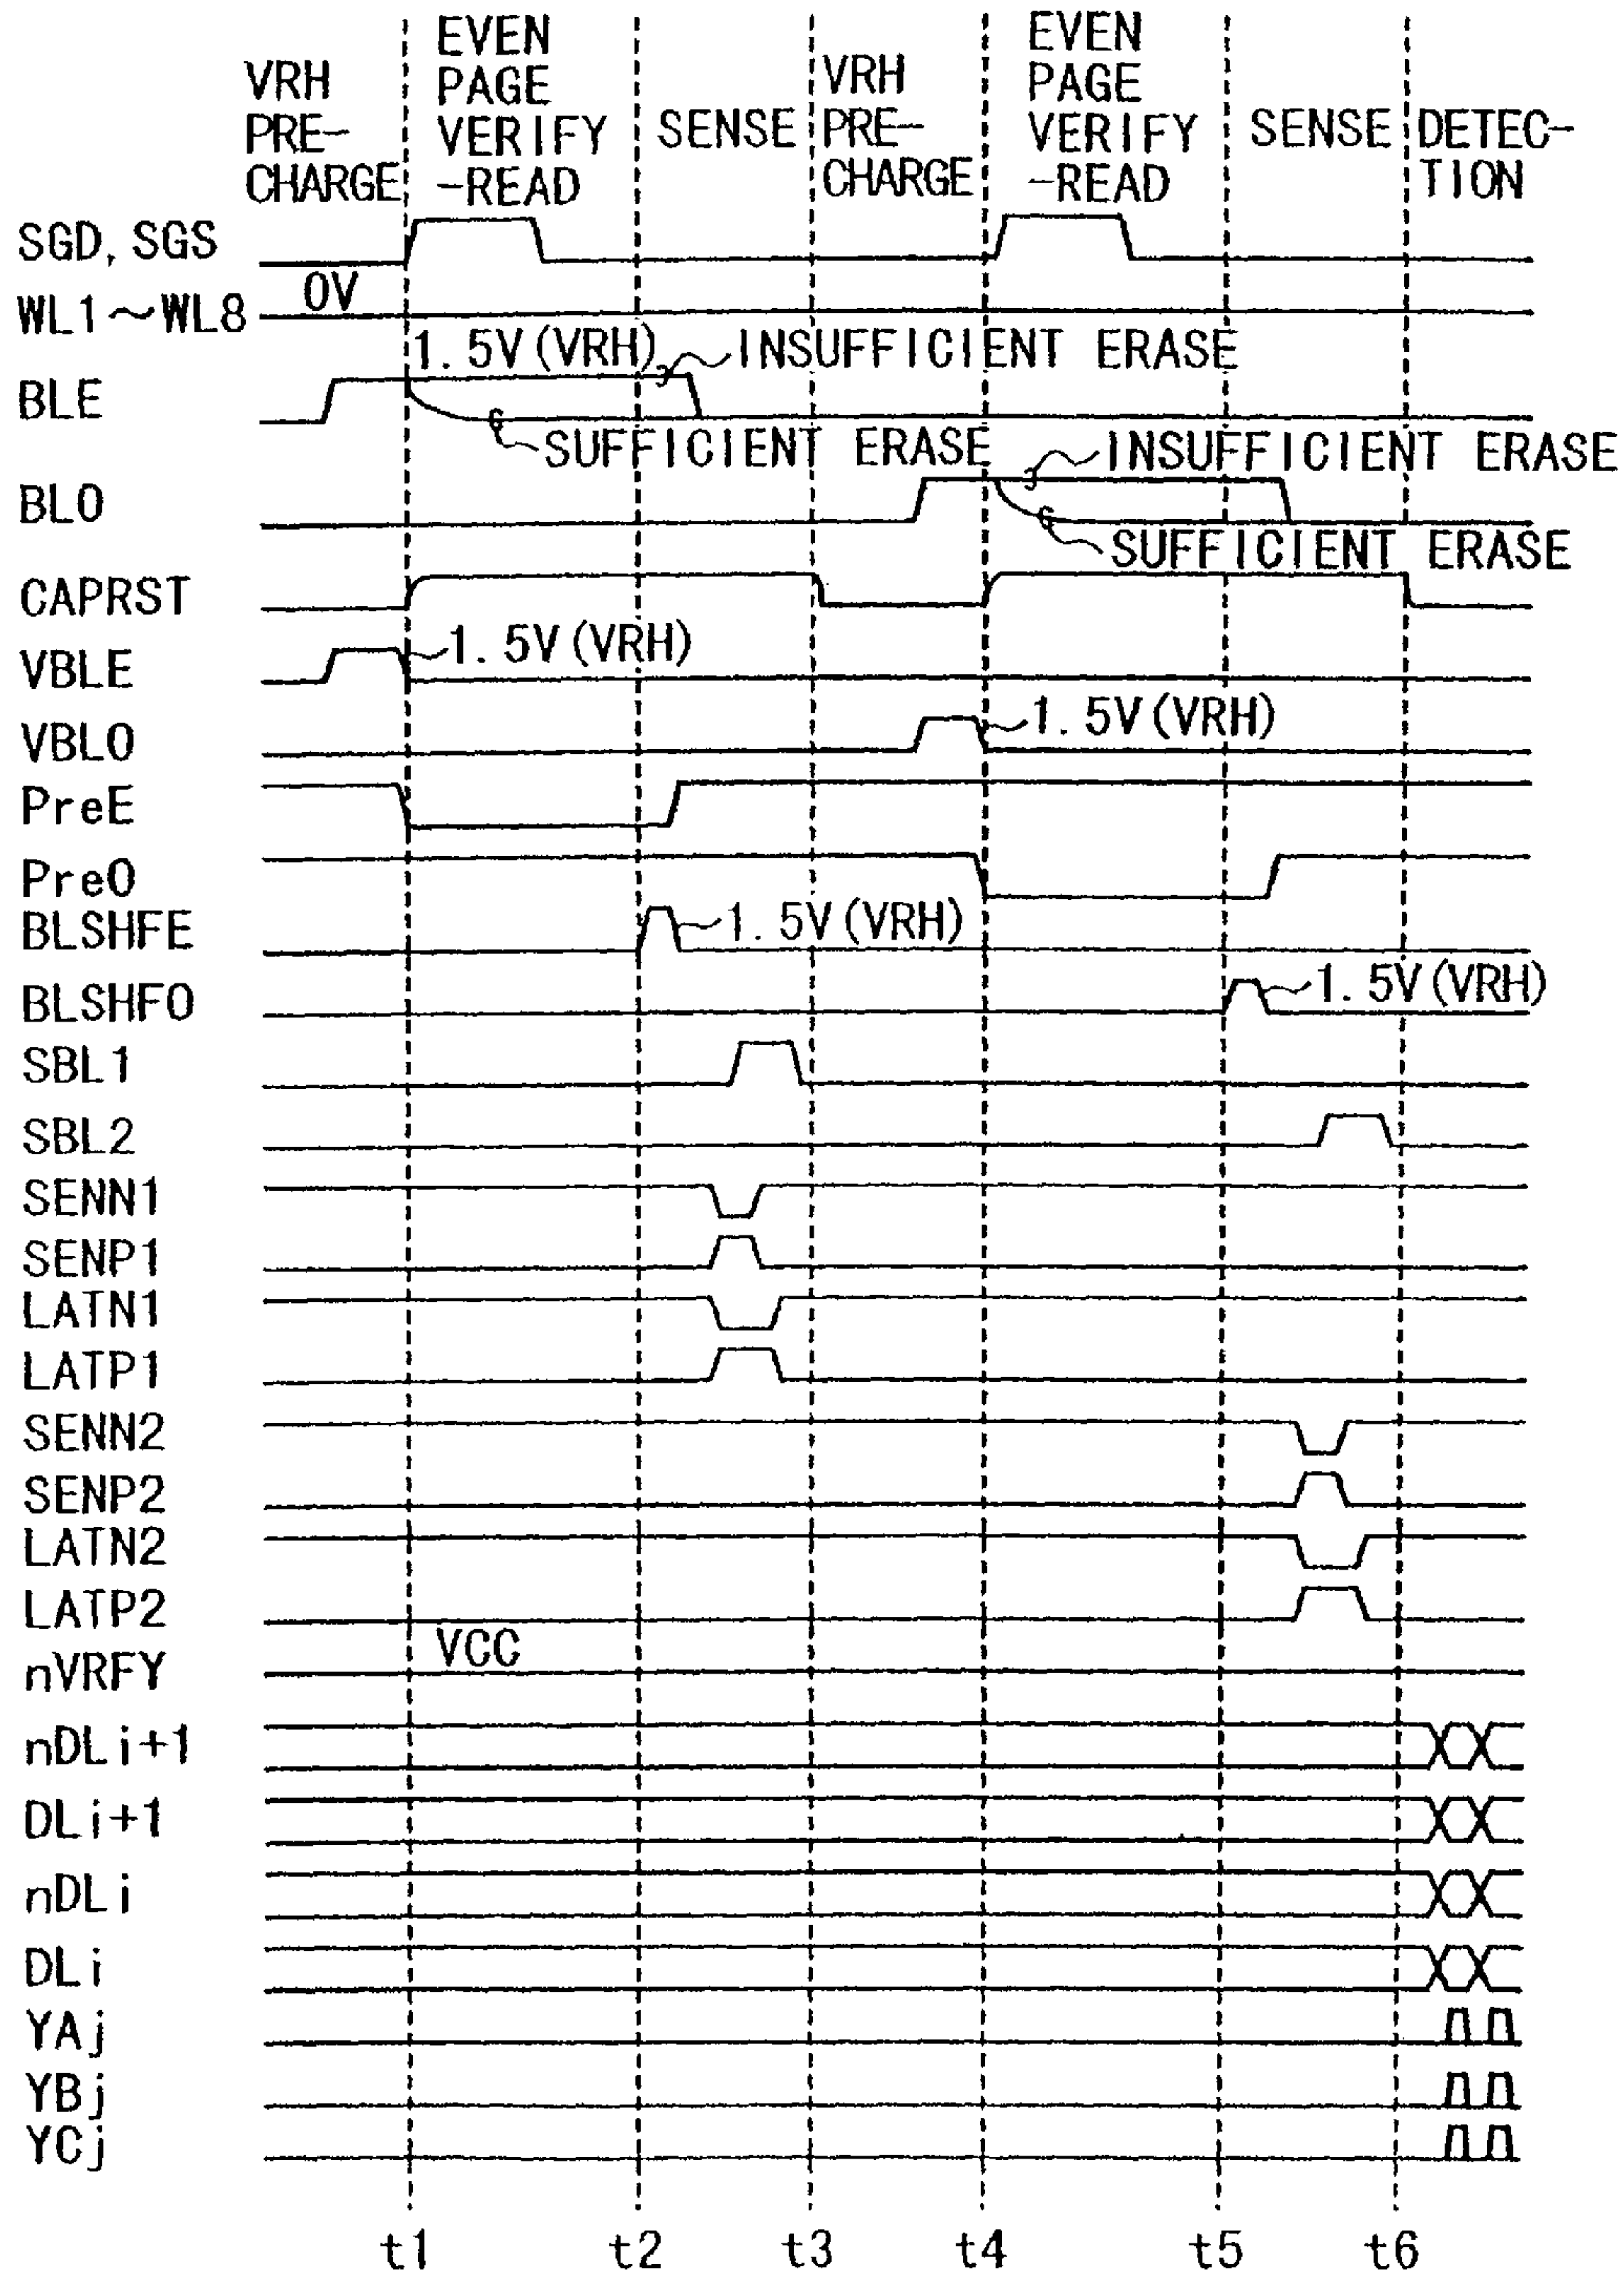 VRH
PRE-
CHARGE
EVEN
PAGE
VERIFY
-READ
SENSE
VRH
PRE-
CHARGE
EVEN
PAGE
VERIFY
-READ
SENSE
DETEC-
TION
SGD, SGS
WL1~WL8
0V
1.5V(VRH)
INSUFFICIENT ERASE
BLE
SUFFICIENT ERASE
INSUFFICIENT ERASE
BLO
SUFFICIENT ERASE
CAPRST
VBLE
1.5V(VRH)
VBLO
1.5V(VRH)
PreE
PreO
BLSHFE
1.5V(VRH)
BLSHFO
1.5V(VRH)
SBL1
SBL2
SENN1
SENP1
LATN1
LATP1
SENN2
SENP2
LATN2
LATP2
nVRFY
VCC
nDLi+1
DLi+1
nDLi
DLi
YAj
YBj
YCj
t1 t2 t3 t4 t5 t6